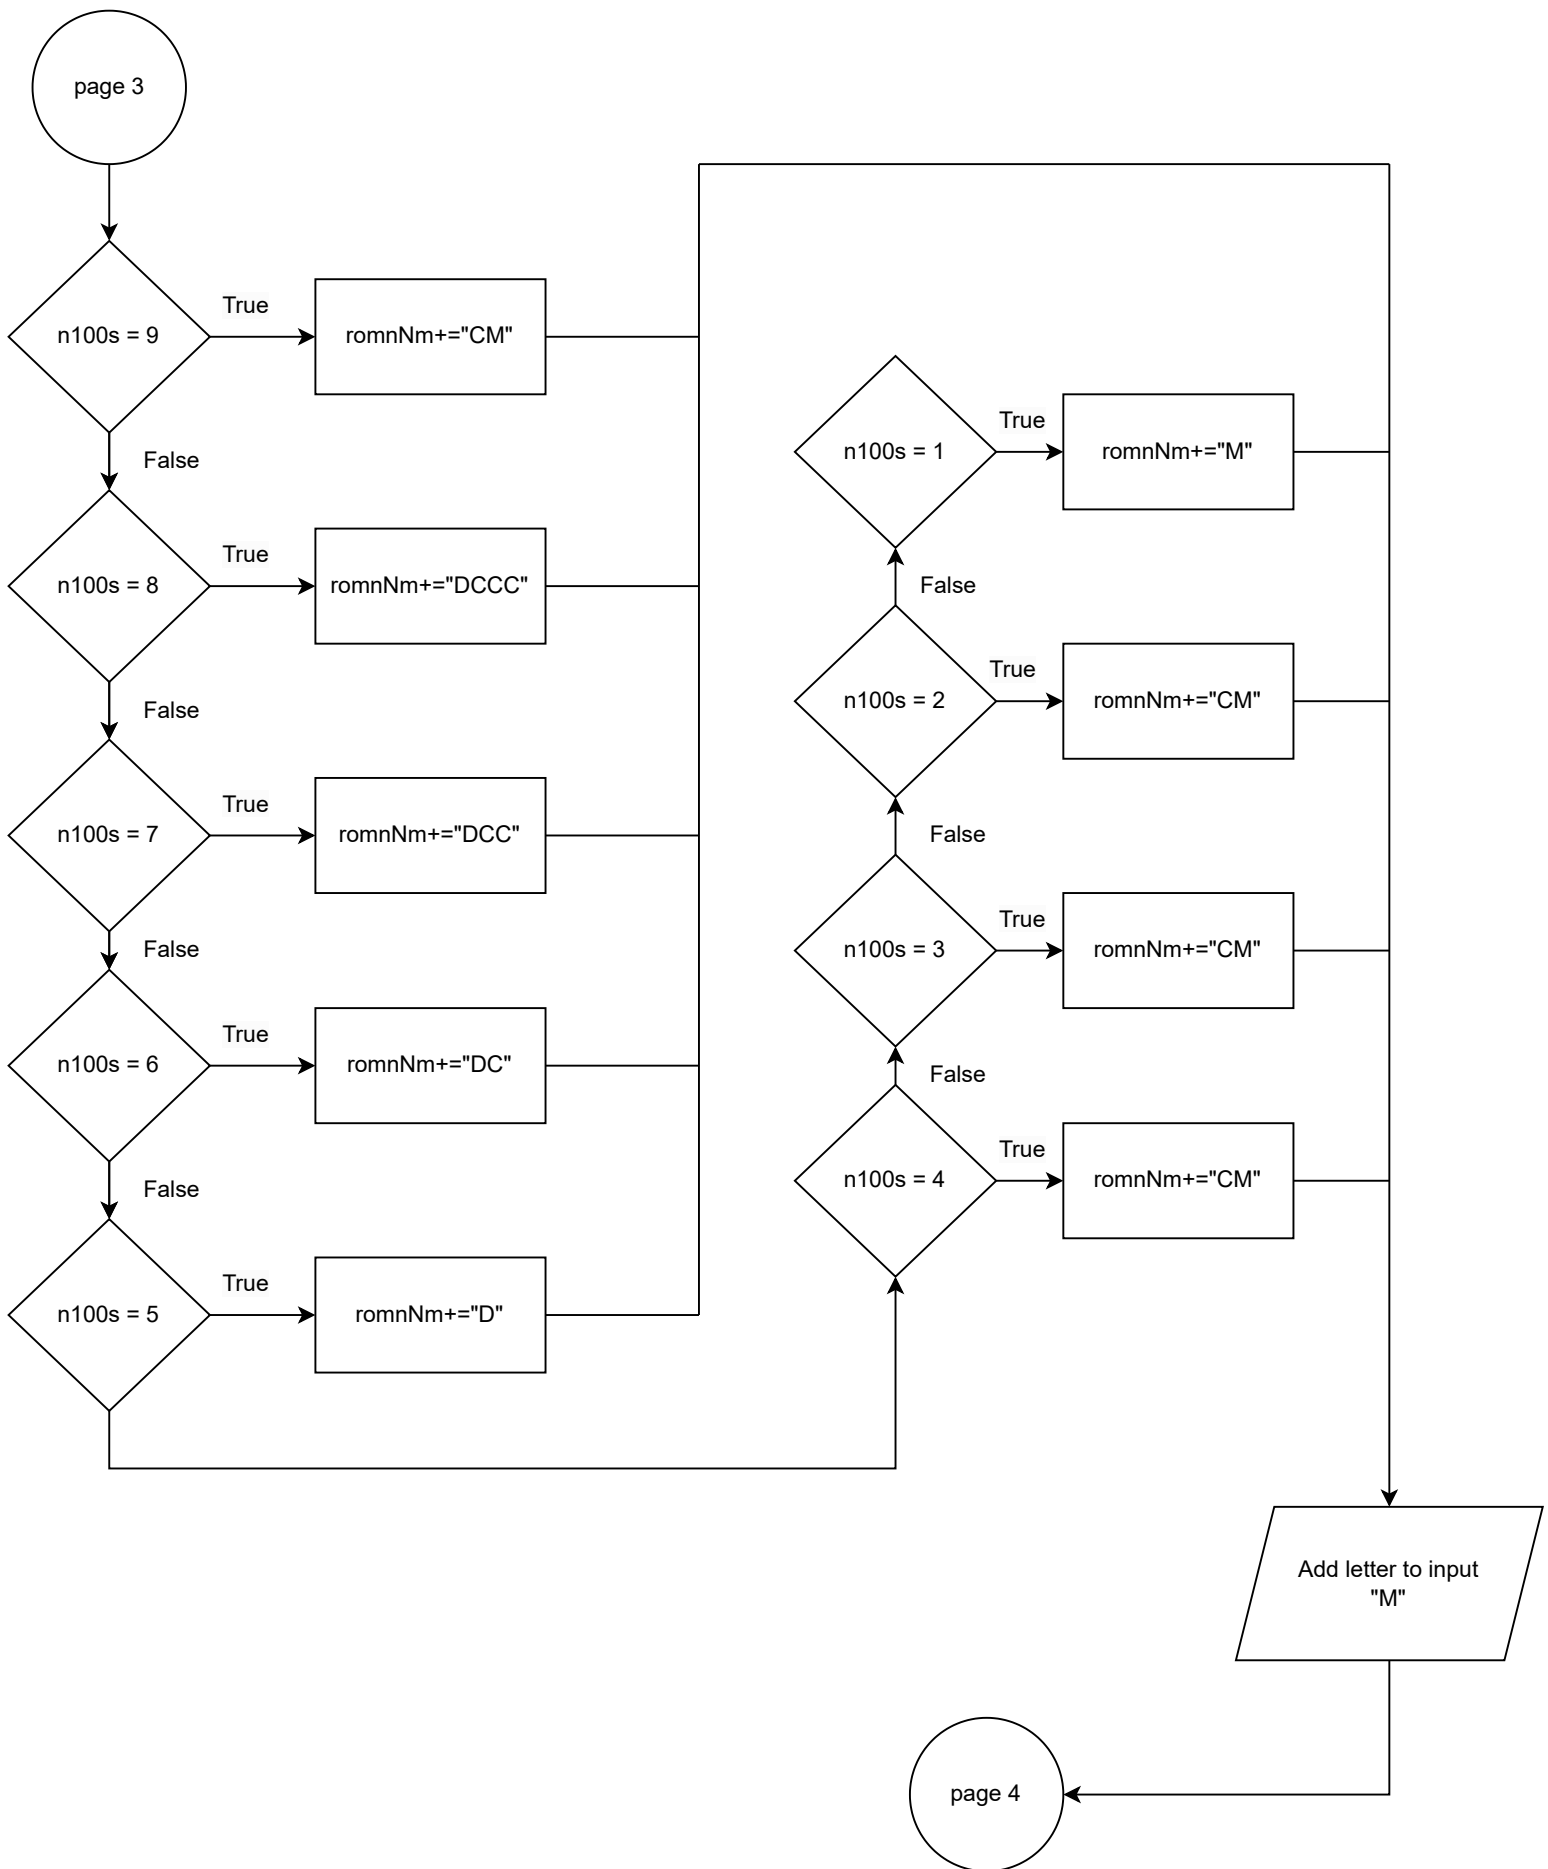 page 3
n100s = 9
True
romnNm+="CM"
False
n100s = 8
True
romnNm+="DCCC"
False
n100s = 7
True
romnNm+="DCC"
False
n100s = 6
True
romnNm+="DC"
False
n100s = 5
True
romnNm+="D"
n100s = 1
True
romnNm+="M"
False
n100s = 2
True
romnNm+="CM"
False
n100s = 3
True
romnNm+="CM"
False
n100s = 4
True
romnNm+="CM"
Add letter to input
"M"
page 4